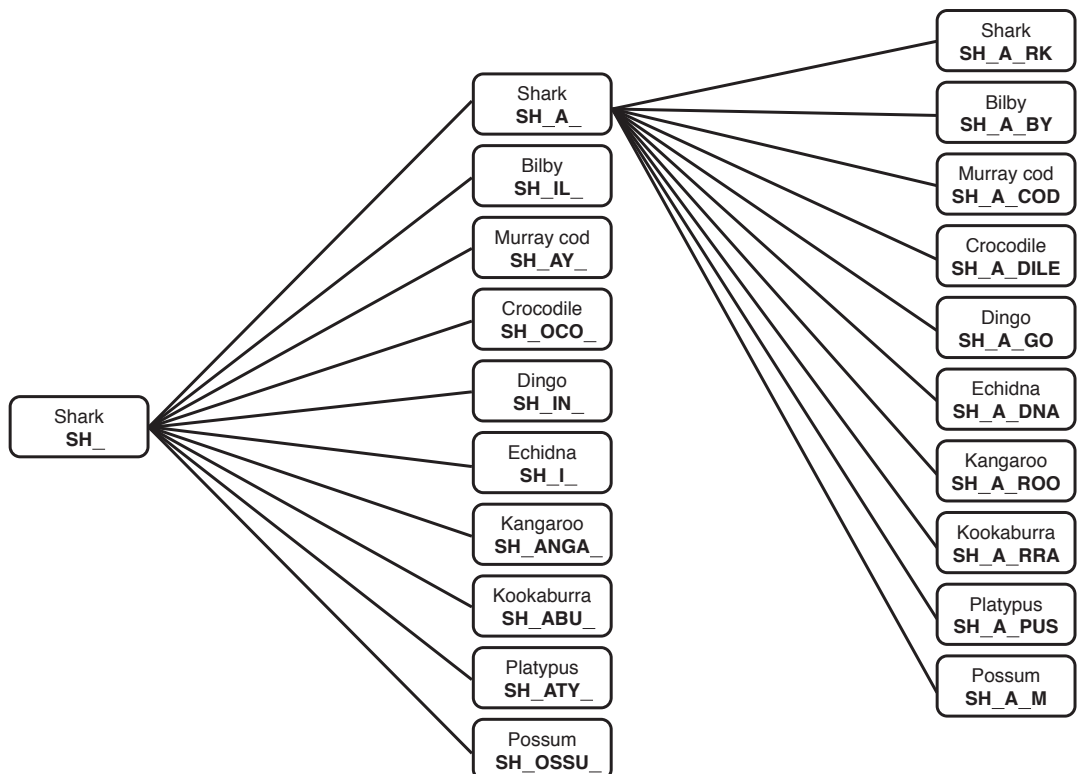 Shark
SH_
Shark
SH_A_
Bilby
SH_IL_
Murray cod
SH_AY_
Crocodile
SH_OCO_
Dingo
SH_IN_
Echidna
SH_I_
Kangaroo
SH_ANGA_
Kookaburra
SH_ABU_
Platypus
SH_ATY_
Possum
SH_OSSU_
Shark
SH_A_RK
Bilby
SH_A_BY
Murray cod
SH_A_COD
Crocodile
SH_A_DILE
Dingo
SH_A_GO
Echidna
SH_A_DNA
Kangaroo
SH_A_ROO
Kookaburra
SH_A_RRA
Platypus
SH_A_PUS
Possum
SH_A_M